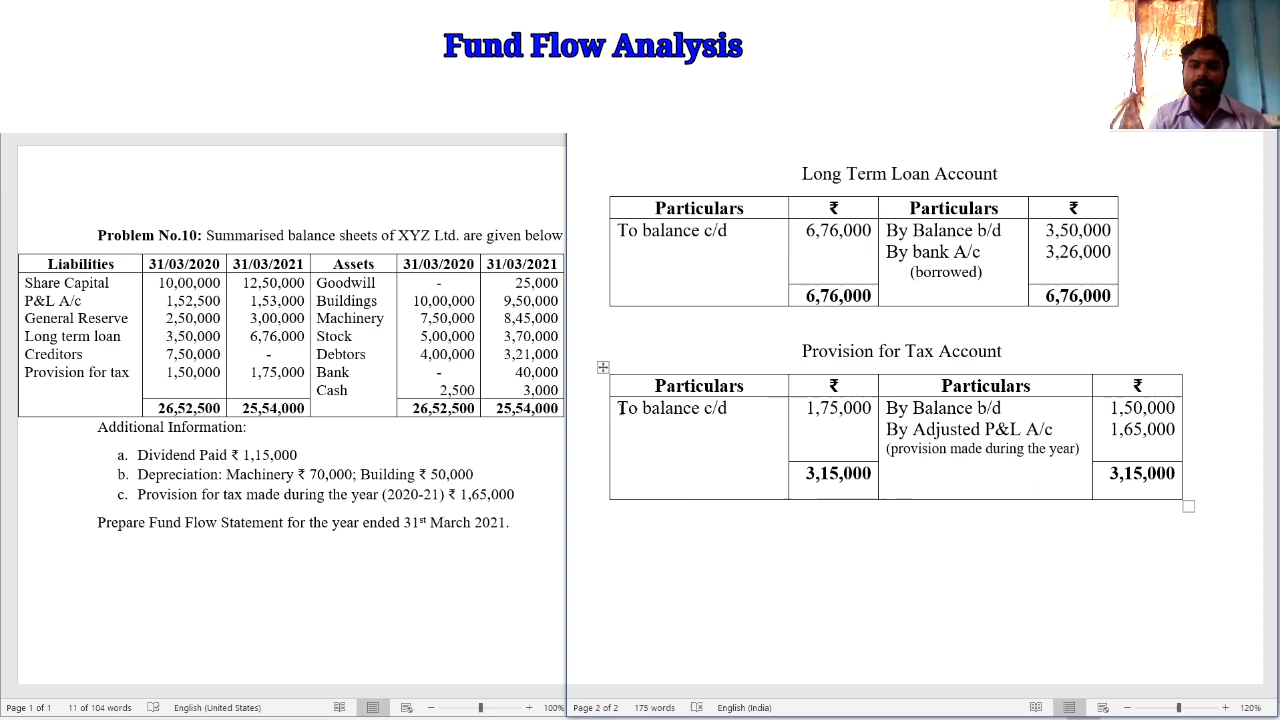 Fund Flow Analysis
Problem No.10: Summarised balance sheets of XYZ Ltd. are given below
Liabilities 31/03/2020 31/03/2021 Assets 31/03/2020 31/03/2021
Share Capital 10,00,000 12,50,000 Goodwill - 25,000
P&L A/c 1,52,500 1,53,000 Buildings 10,00,000 9,50,000
General Reserve 2,50,000 3,00,000 Machinery 7,50,000 8,45,000
Long term loan 3,50,000 6,76,000 Stock 5,00,000 3,70,000
Creditors 7,50,000 - Debtors 4,00,000 3,21,000
Provision for tax 1,50,000 1,75,000 Bank - 40,000
Cash 2,500 3,000
26,52,500 25,54,000 26,52,500 25,54,000
Additional Information:
a. Dividend Paid ₹ 1,15,000
b. Depreciation: Machinery ₹ 70,000; Building ₹ 50,000
c. Provision for tax made during the year (2020-21) ₹ 1,65,000
Prepare Fund Flow Statement for the year ended 31st March 2021.
Page 1 of 1 11 of 104 words English (United States) 100%
Long Term Loan Account
Particulars ₹ Particulars ₹
To balance c/d 6,76,000 By Balance b/d 3,50,000
By bank A/c 3,26,000
(borrowed)
6,76,000 6,76,000
Provision for Tax Account
Particulars ₹ Particulars ₹
To balance c/d 1,75,000 By Balance b/d 1,50,000
By Adjusted P&L A/c 1,65,000
(provision made during the year)
3,15,000 3,15,000
Page 2 of 2 175 words English (India) 120%